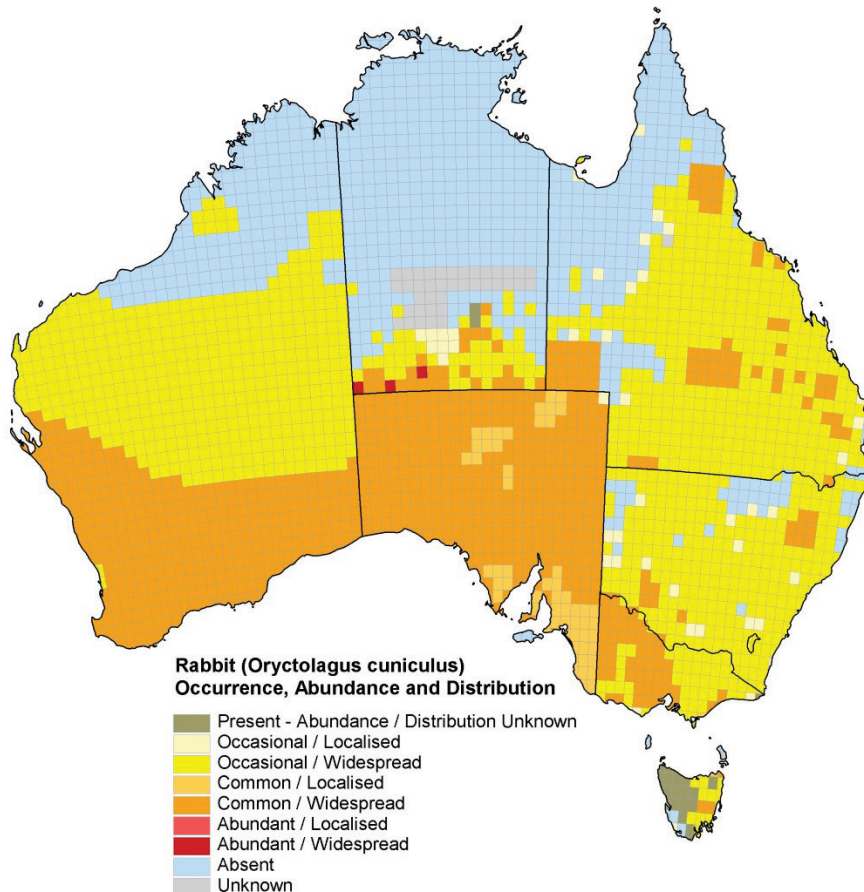 Rabbit (Oryctolagus cuniculus)
Occurrence, Abundance and Distribution
Present - Abundance / Distribution Unknown
Occasional / Localised
Occasional / Widespread
Common / Localised
Common / Widespread
Abundant / Localised
Abundant / Widespread
Absent
Unknown